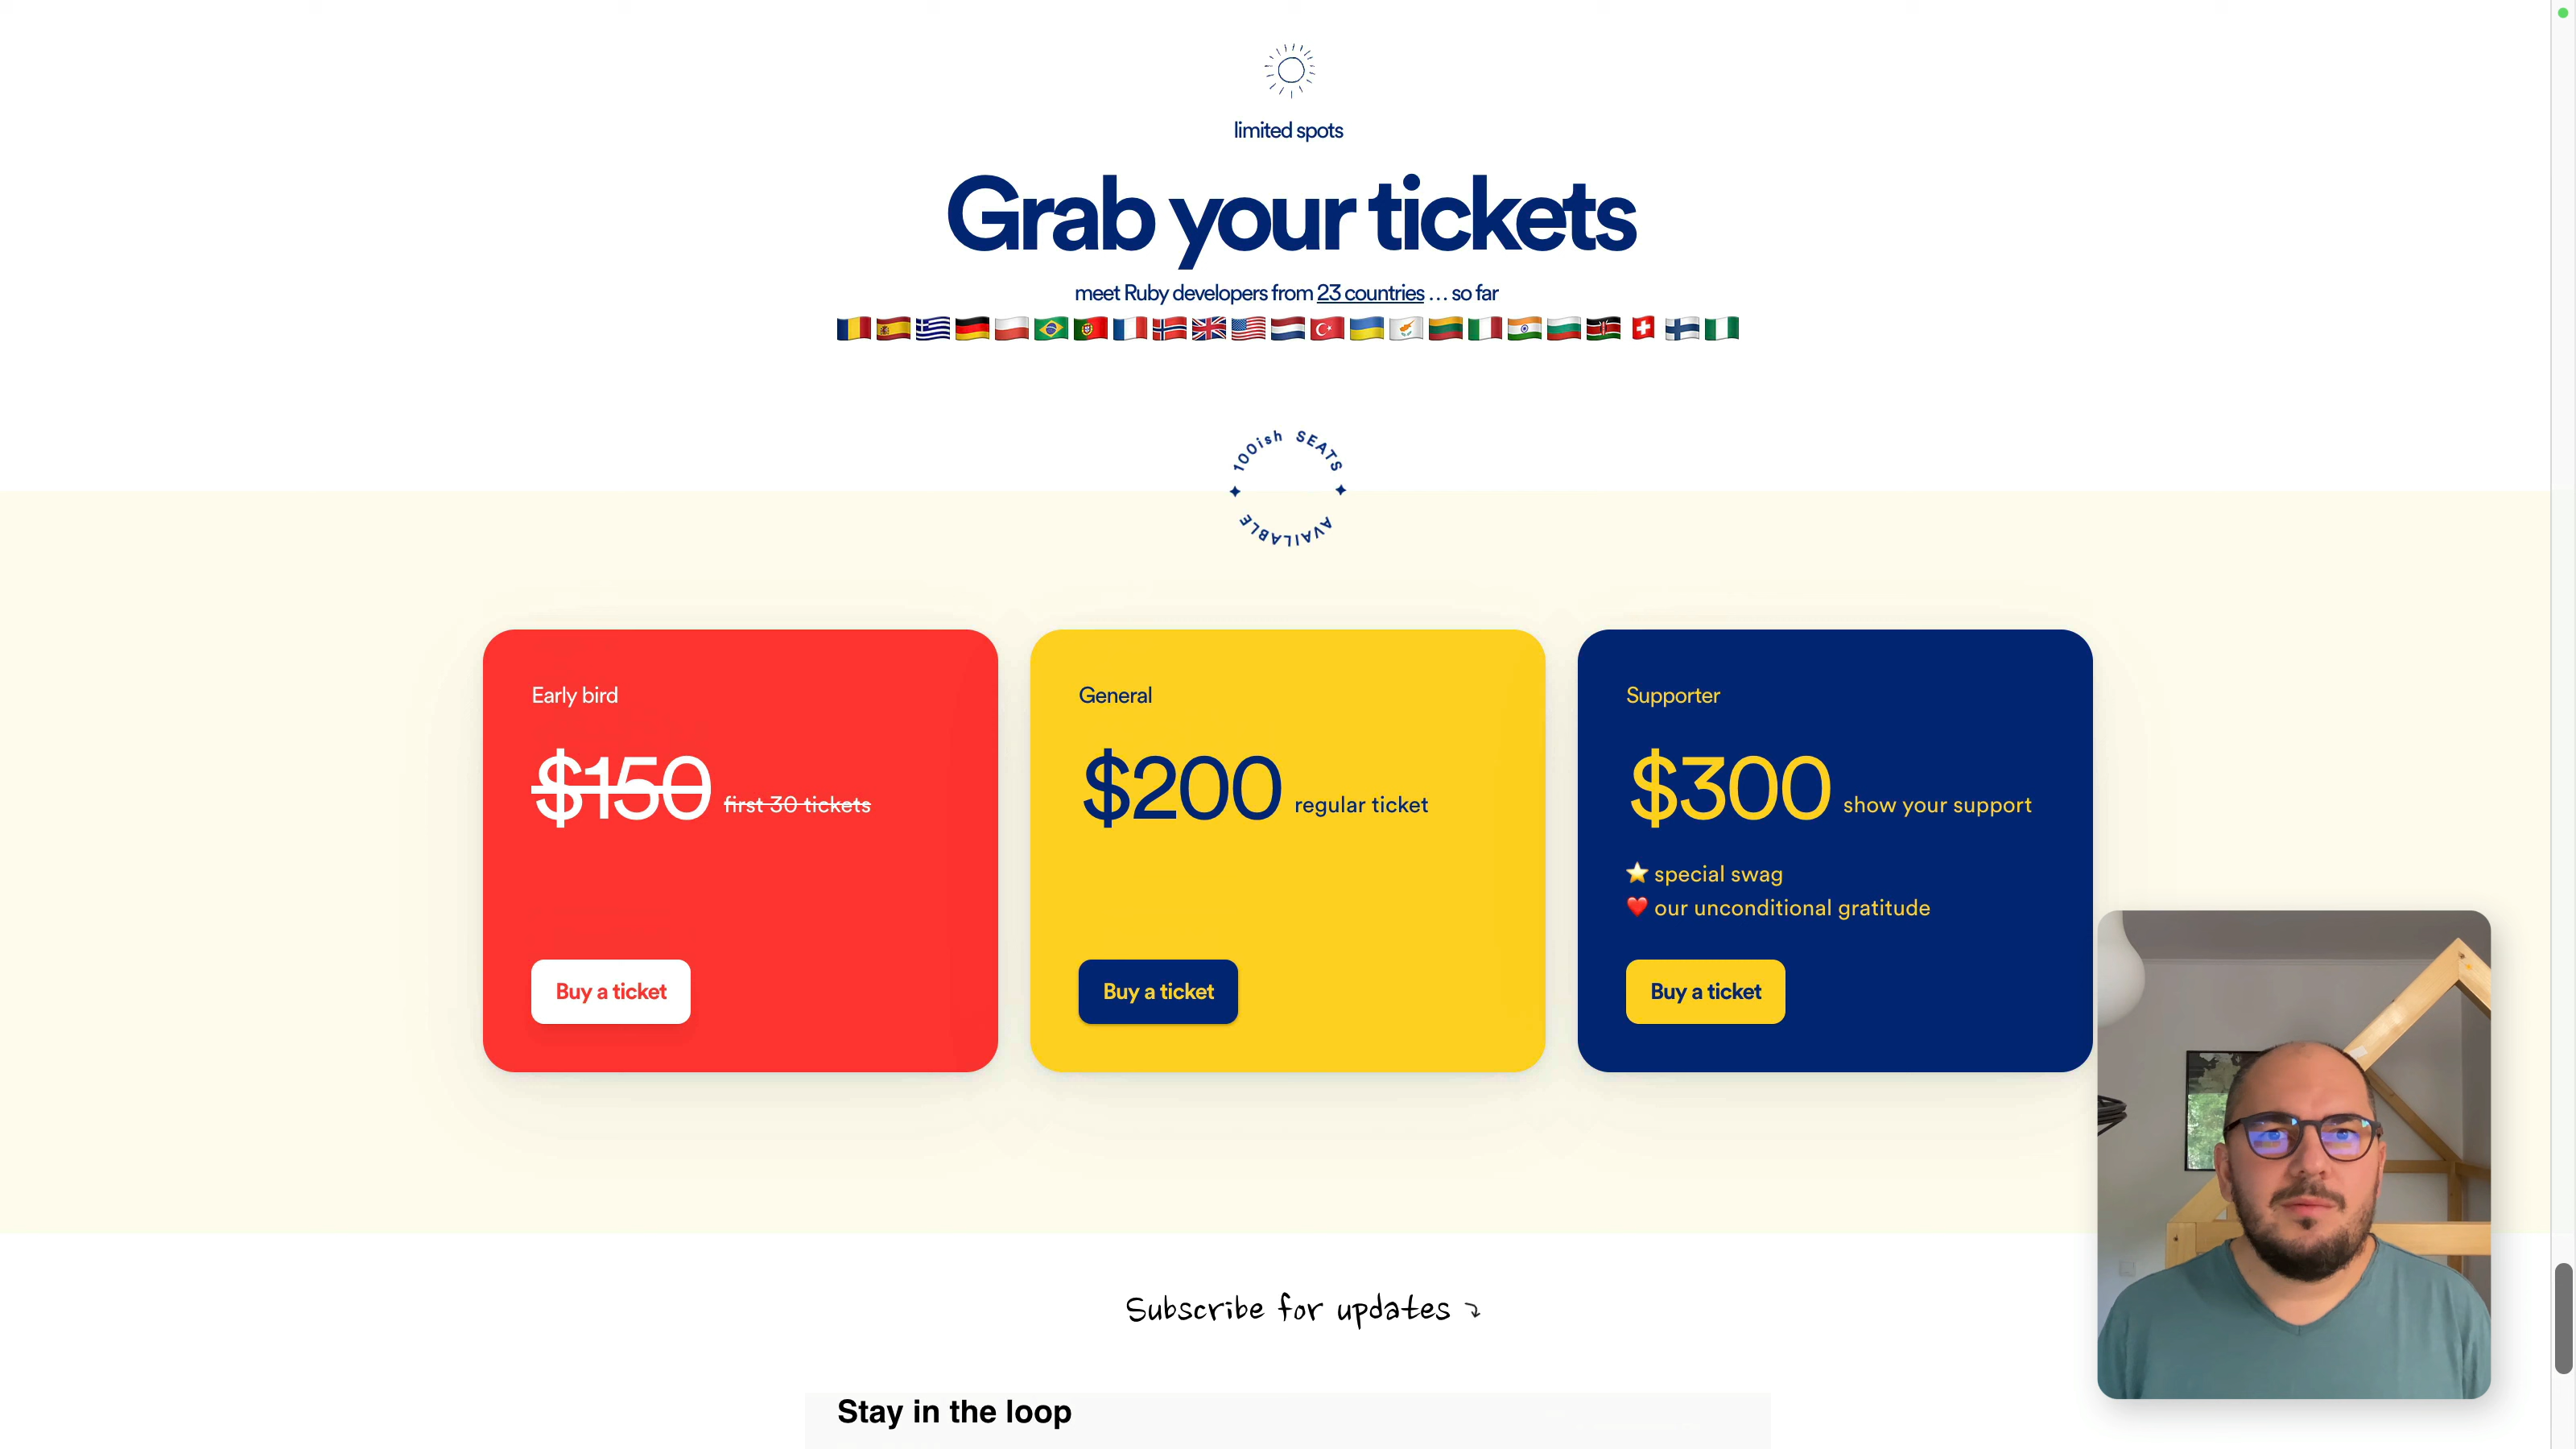 limited spots
Grab your tickets
meet Ruby developers from 23 countries ... so far
100ish SEATS
AVAILABLE
Early bird
$150 first 30 tickets
Buy a ticket
General
$200 regular ticket
Buy a ticket
Supporter
$300 show your support
special swag
our unconditional gratitude
Buy a ticket
Subscribe for updates
Stay in the loop